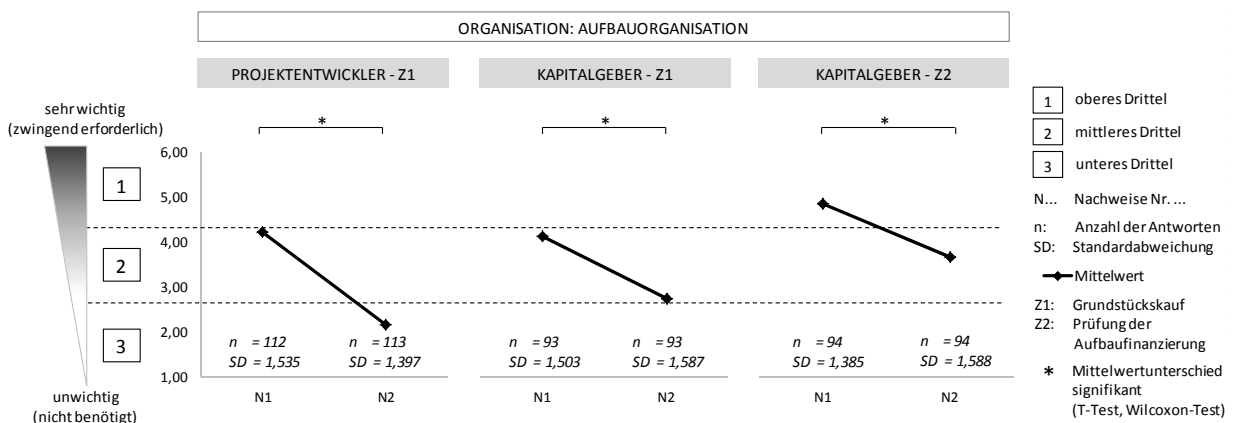 ORGANISATION: AUFBAUORGANISATION
PROJEKTENTWICKLER - Z1
KAPITALGEBER - Z1
KAPITALGEBER - Z2
sehr wichtig
(zwingend erforderlich)
1
2
3
unwichtig
(nicht benötigt)
6,00
5,00
4,00
3,00
2,00
1,00
*
n = 112
SD = 1,535
n = 113
SD = 1,397
N1
N2
*
n = 93
SD = 1,503
n = 93
SD = 1,587
N1
N2
*
n = 94
SD = 1,385
n = 94
SD = 1,588
N1
N2
1 oberes Drittel
2 mittleres Drittel
3 unteres Drittel
N... Nachweise Nr. ...
n: Anzahl der Antworten
SD: Standardabweichung
Mittelwert
Z1: Grundstückskauf
Z2: Prüfung der
Aufbaufinanzierung
* Mittelwertunterschied
signifikant
(T-Test, Wilcoxon-Test)